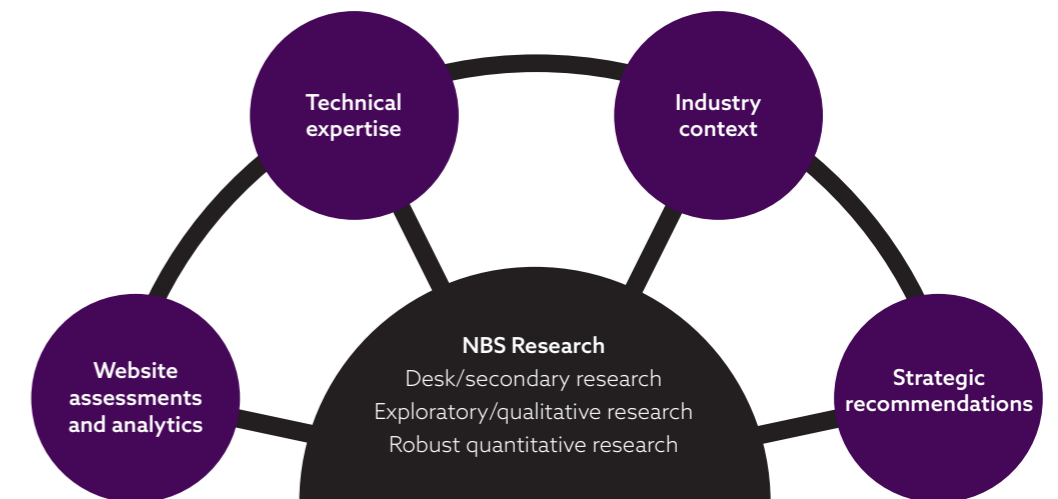 Technical
expertise
Industry
context
Website
assessments
and analytics
NBS Research
Desk/secondary research
Exploratory/qualitative research
Robust quantitative research
Strategic
recommendations